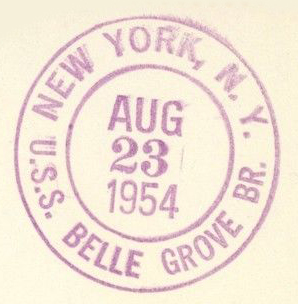 NEW YORK, N.Y.
AUG
23
1954
U.S.S. BELLE GROVE BR.